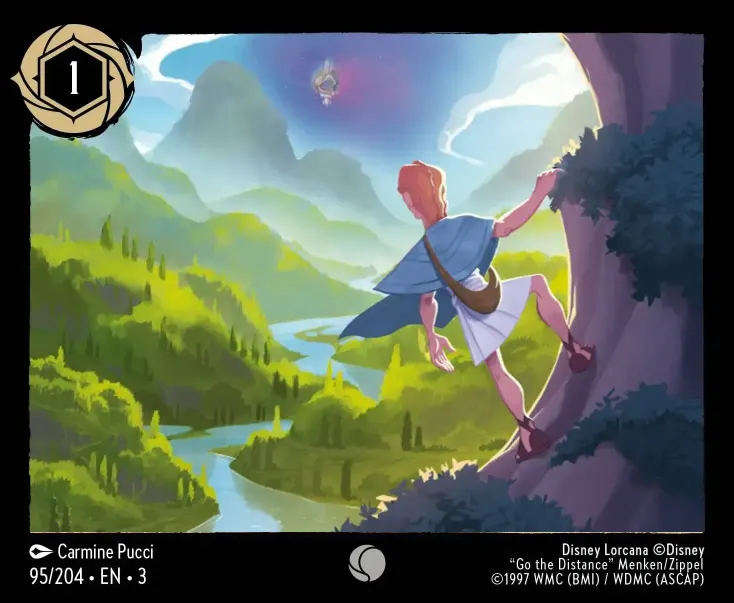 1
Carmine Pucci
95/204 • EN • 3
Disney Lorcana ©Disney
“Go the Distance” Menken/Zippel
©1997 WMC (BMI) / WDMC (ASCAP)